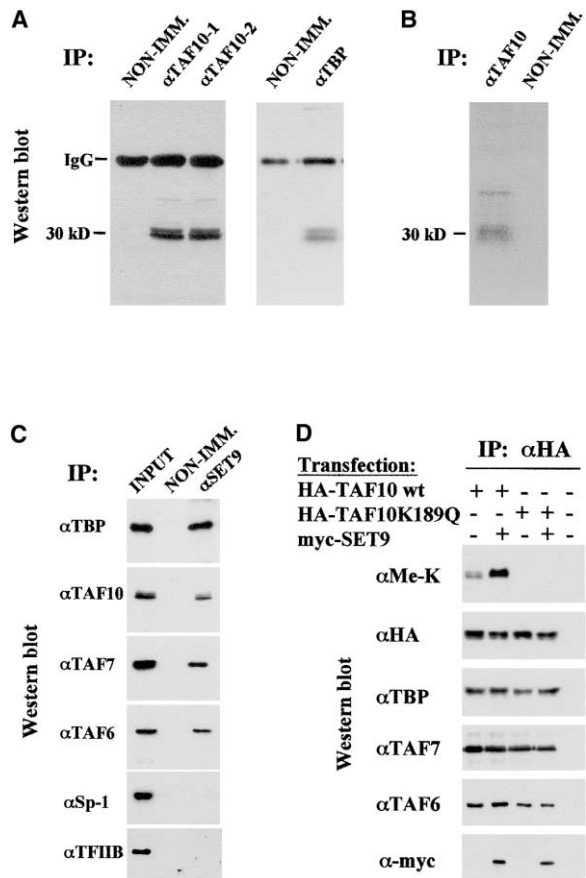 A
IP:
NON-IMM.
αTAF10-1
αTAF10-2
NON-IMM.
αTBP
Western blot
IgG
30 kD
B
IP:
αTAF10
NON-IMM.
30 kD
C
IP:
INPUT
NON-IMM.
αSET9
Western blot
αTBP
αTAF10
αTAF7
αTAF6
αSp-1
αTFIIB
D
IP: αHA
Transfection:
HA-TAF10 wt + + - - -
HA-TAF10K189Q - - + + -
myc-SET9 - + - + -
Western blot
αMe-K
αHA
αTBP
αTAF7
αTAF6
α-myc